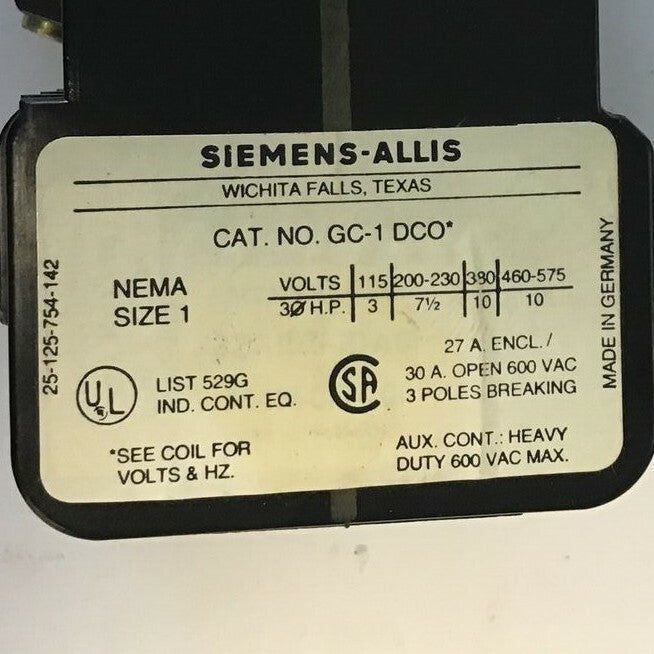 SIEMENS-ALLIS
WICHITA FALLS, TEXAS
CAT. NO. GC-1 DCO*
NEMA
SIZE 1
VOLTS 115 200-230 380 460-575
3Ø H.P. 3 7½ 10 10
27 A. ENCL./
30 A. OPEN 600 VAC
3 POLES BREAKING
UL
LIST 529G
IND. CONT. EQ.
SA
*SEE COIL FOR
VOLTS & HZ.
AUX. CONT.: HEAVY
DUTY 600 VAC MAX.
25-125-754-142
MADE IN GERMANY